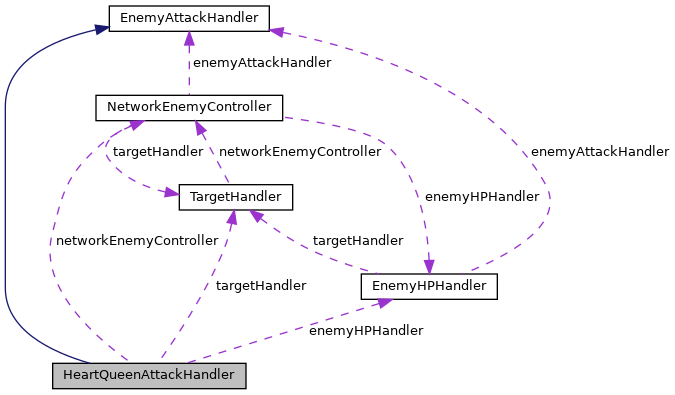 EnemyAttackHandler
enemyAttackHandler
NetworkEnemyController
targetHandler
networkEnemyController
enemyAttackHandler
TargetHandler
enemyHPHandler
networkEnemyController
targetHandler
EnemyHPHandler
targetHandler
enemyHPHandler
HeartQueenAttackHandler